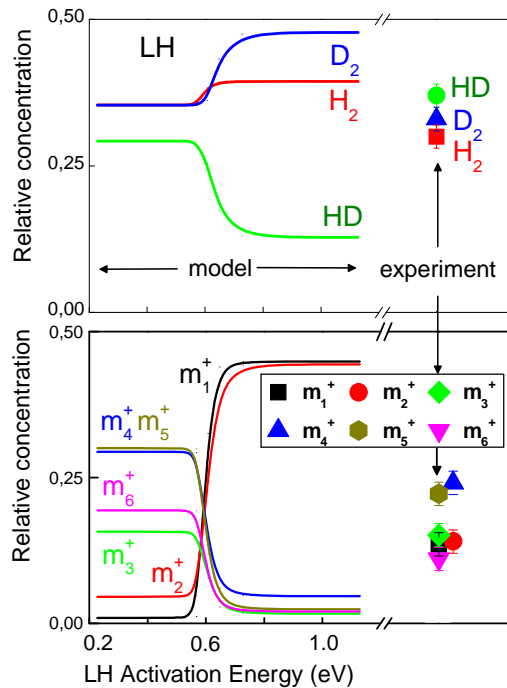 0,50
LH
D₂
H₂
HD
HD
D₂
H₂
0,25
model
experiment
0,00
Relative concentration
0,50
m₁⁺
m₁⁺ m₂⁺ m₃⁺
m₄⁺ m₅⁺ m₆⁺
m₄⁺ m₅⁺
0,25
m₆⁺
m₃⁺
m₂⁺
0,00
Relative concentration
0.2 0.6 1.0
LH Activation Energy (eV)